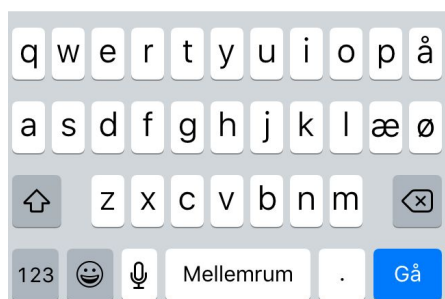 q w e r t y u i o p å
a s d f g h j k l æ ø
z x c v b n m
123 Mellemrum . Gå